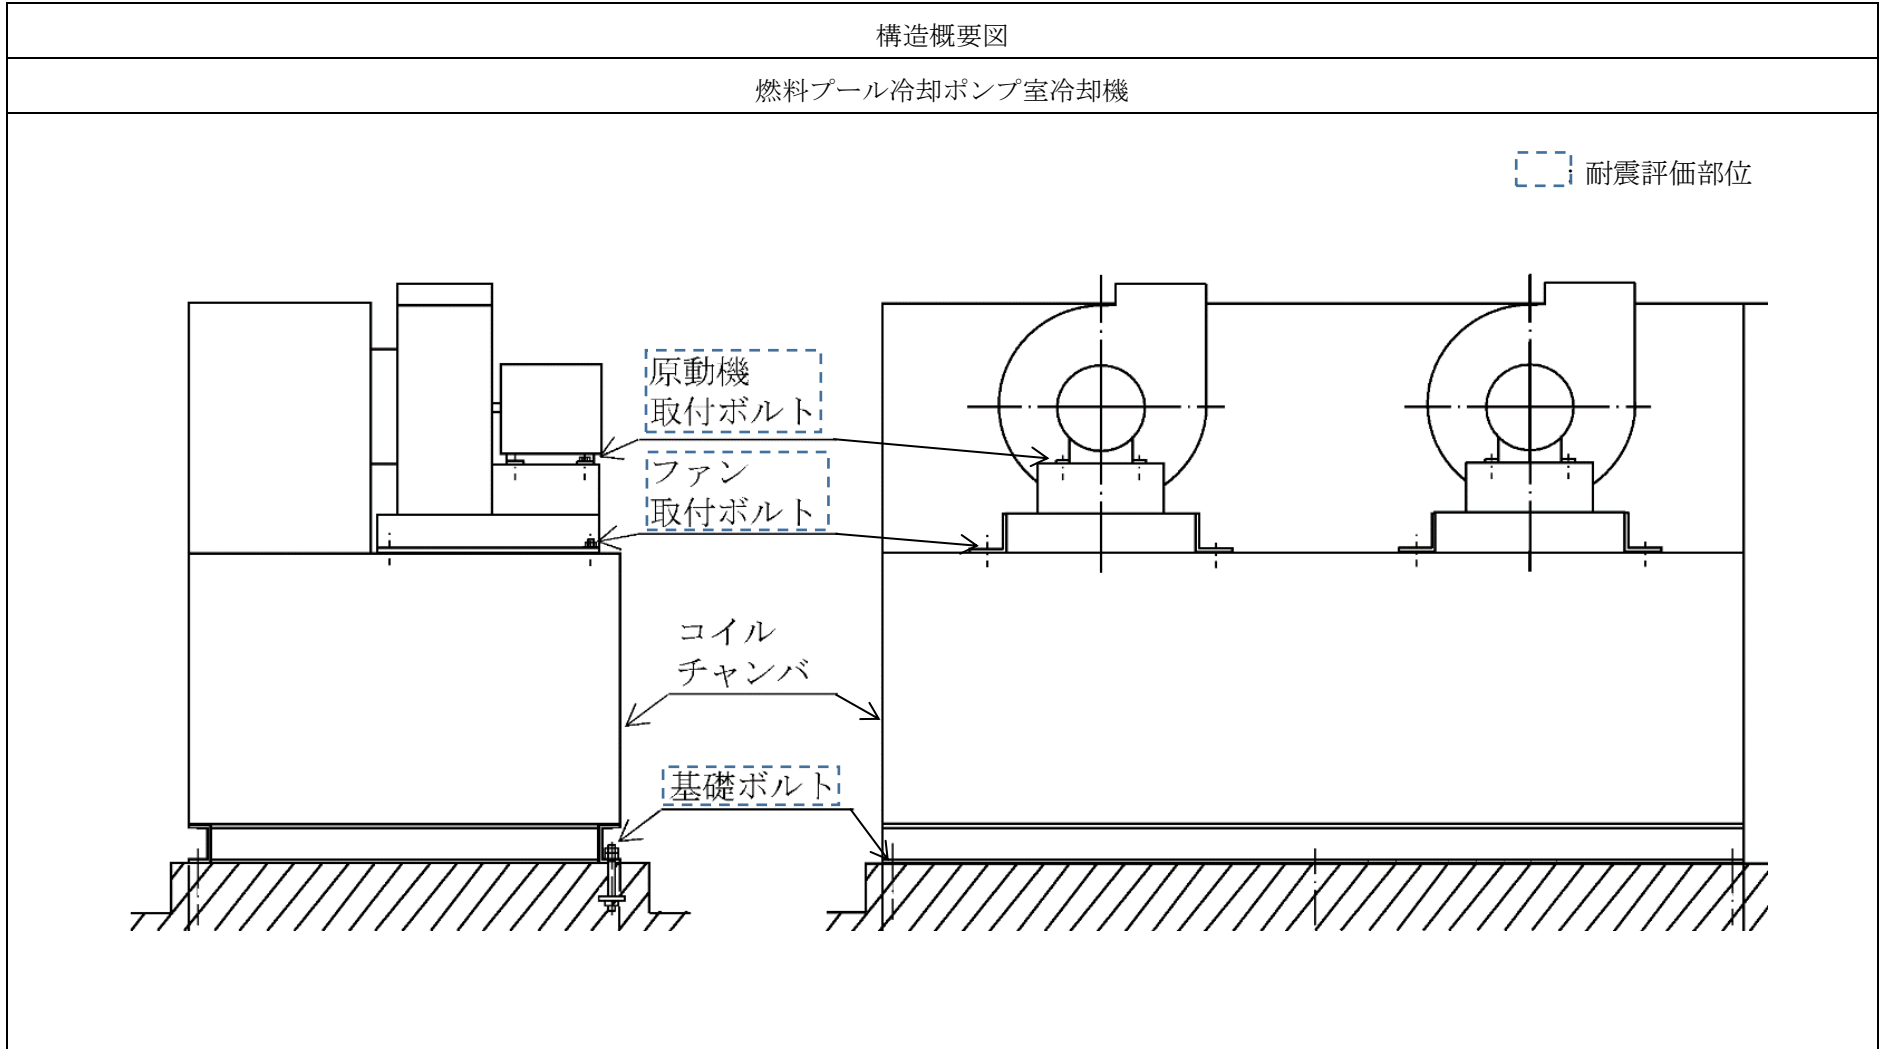 構造概要図
燃料プール冷却ポンプ室冷却機
: 耐震評価部位
原動機
取付ボルト
ファン
取付ボルト
コイル
チャンバ
基礎ボルト